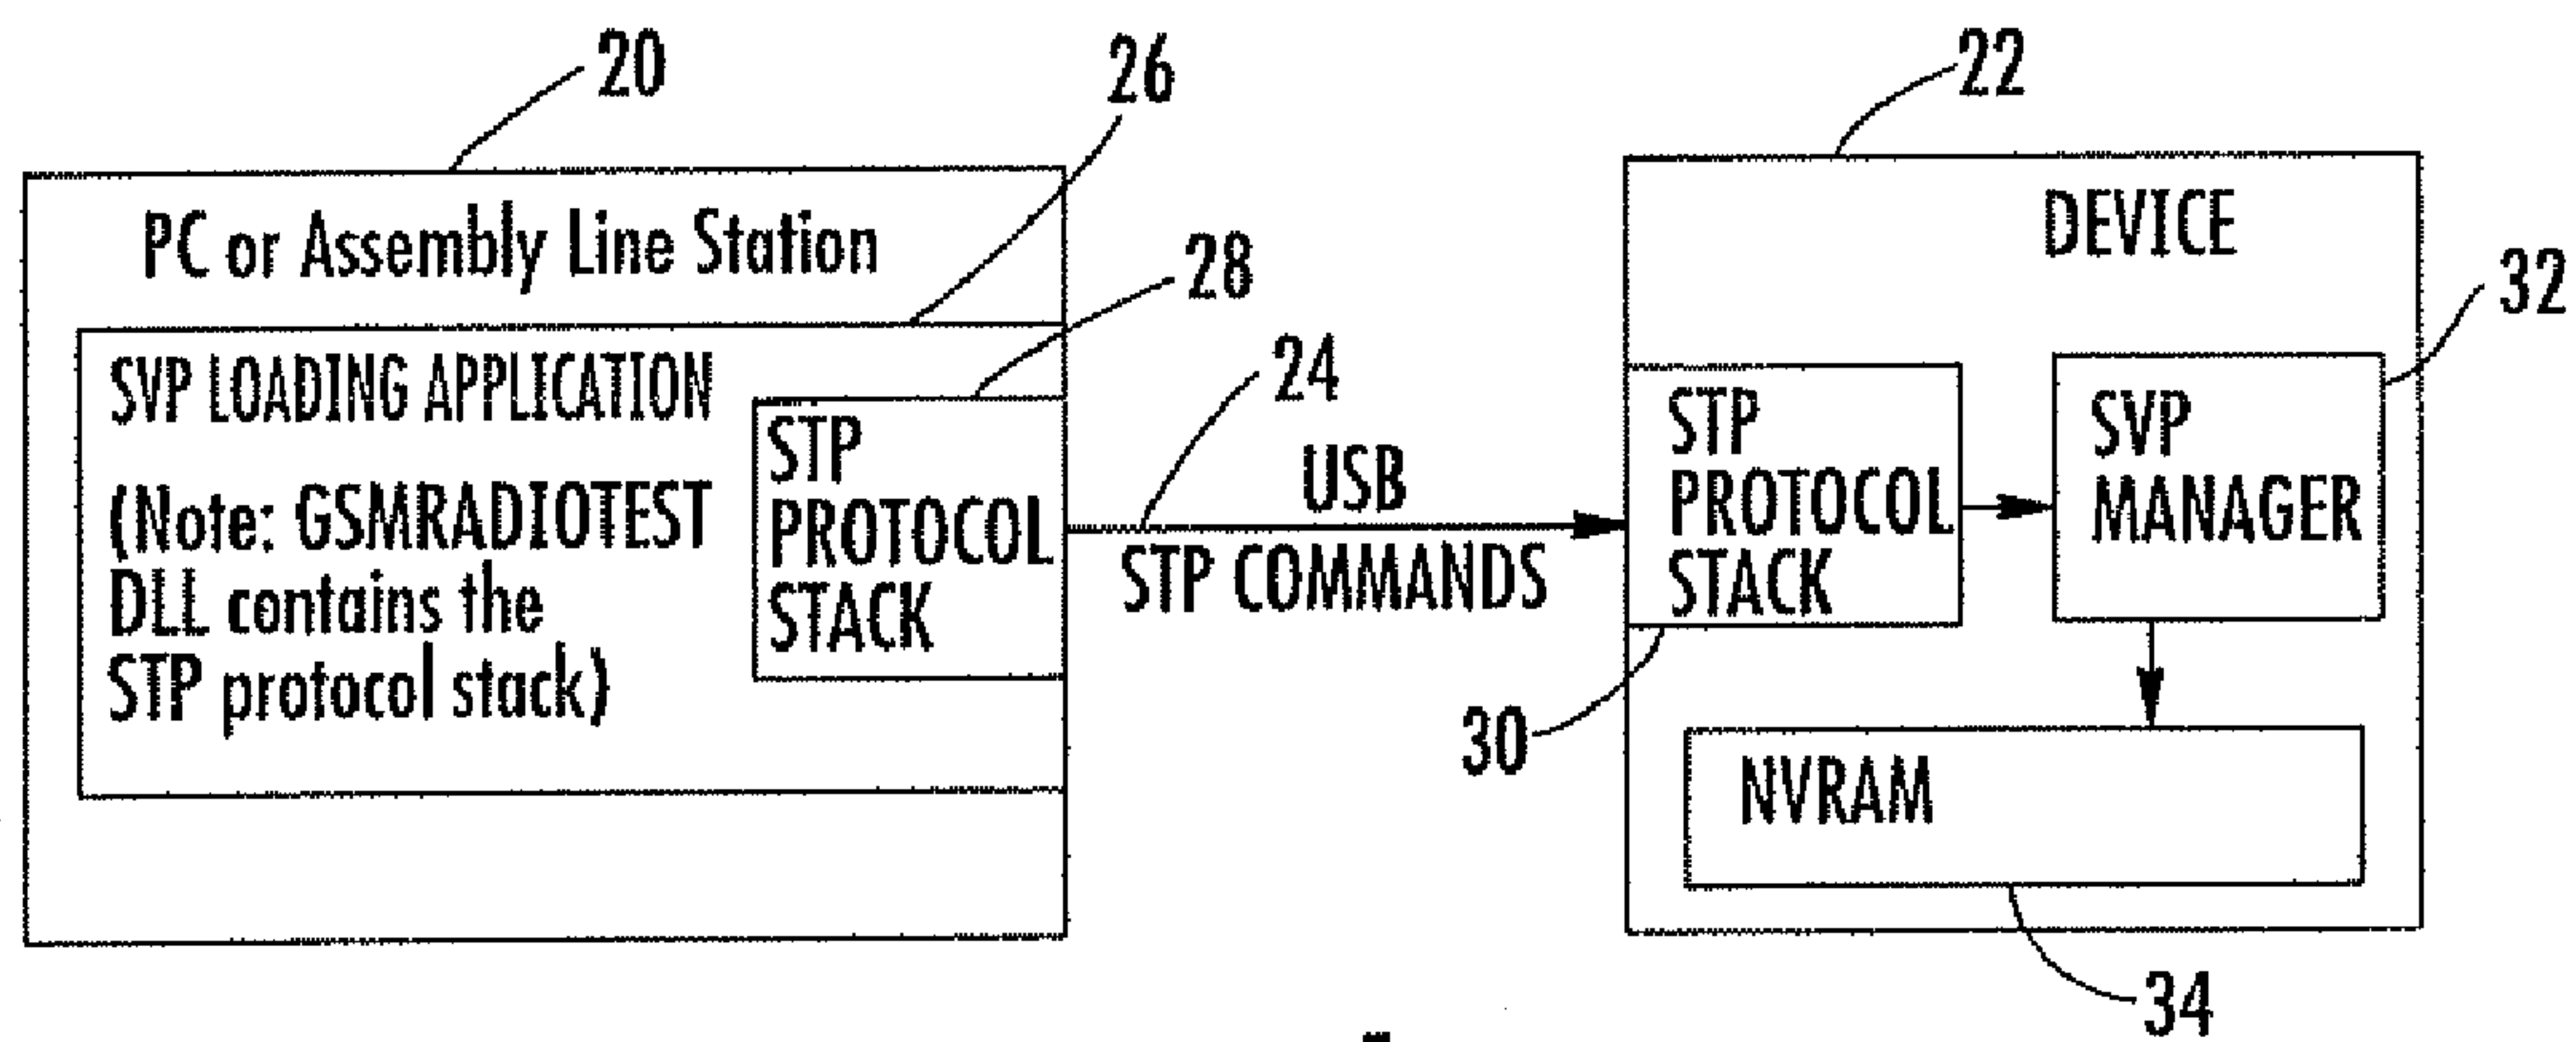 20
26
22
PC or Assembly Line Station
DEVICE
28
32
SVP LOADING APPLICATION
(Note: GSMRADIOTEST
DLL contains the
STP protocol stack)
STP
PROTOCOL
STACK
24
USB
STP COMMANDS
STP
PROTOCOL
STACK
SVP
MANAGER
30
NVRAM
34